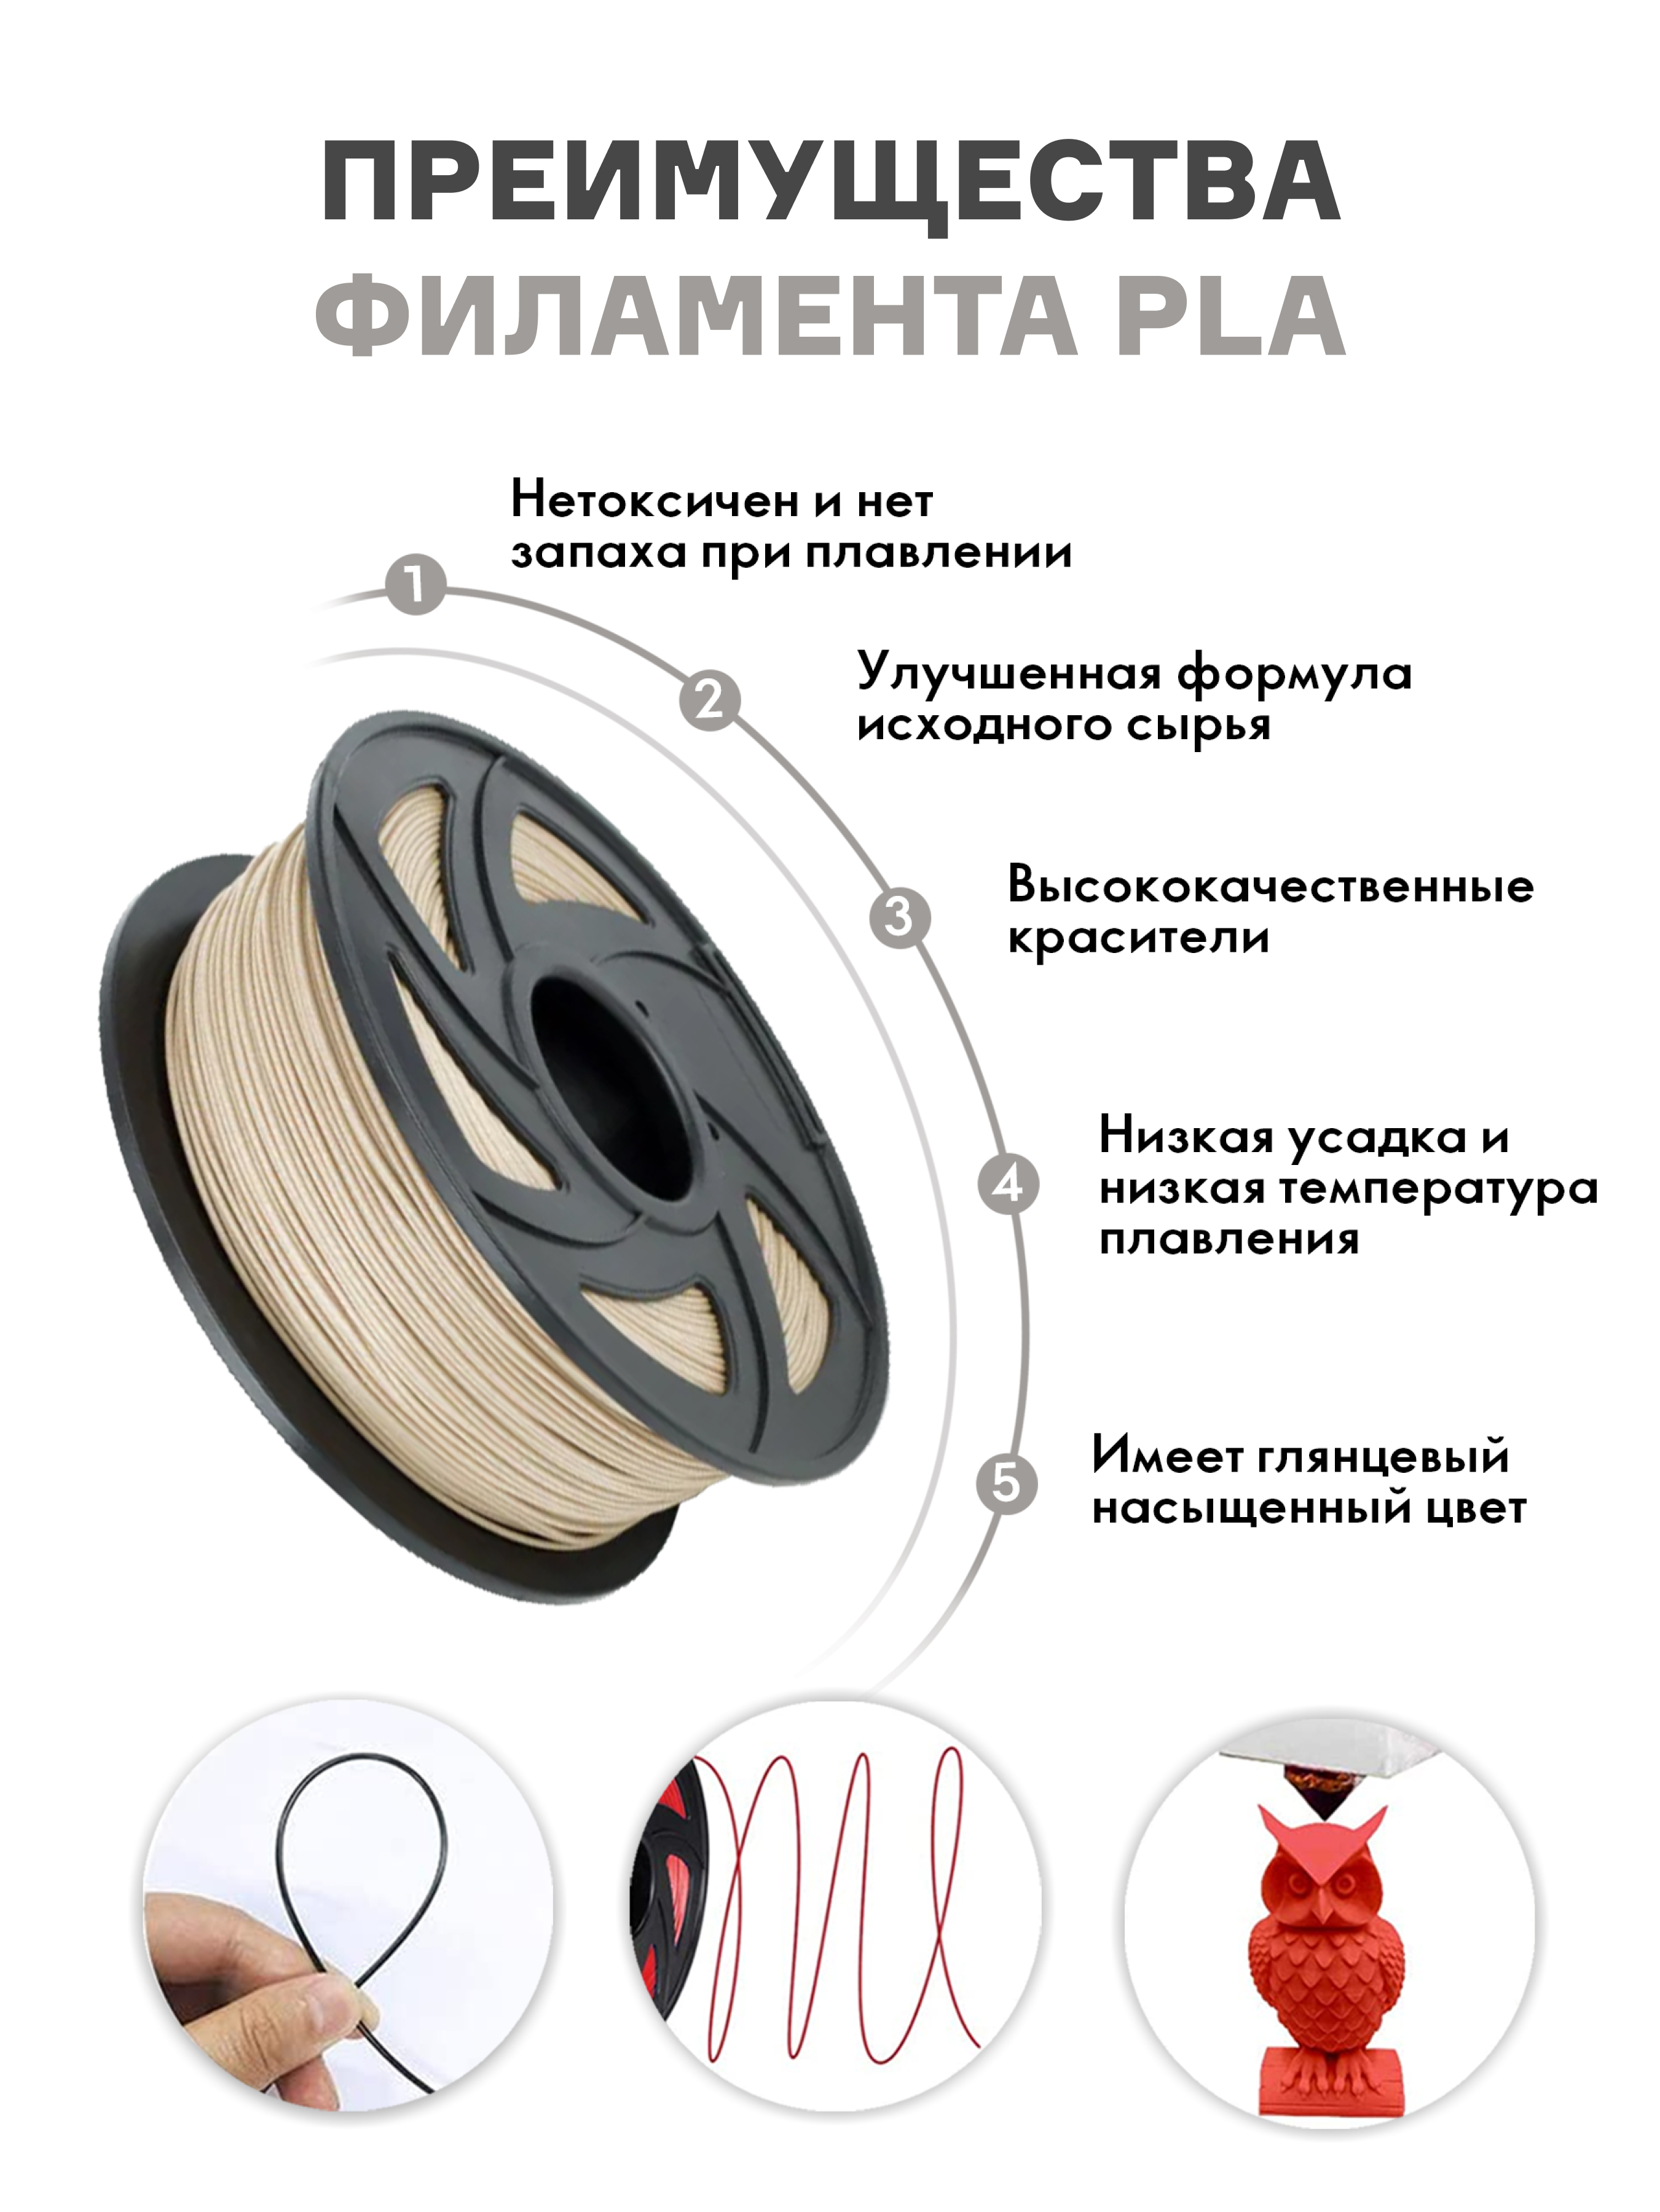 ПРЕИМУЩЕСТВА
ФИЛАМЕНТА PLA
1
Нетоксичен и нет
запаха при плавлении
2
Улучшенная формула
исходного сырья
3
Высококачественные
красители
4
Низкая усадка и
низкая температура
плавления
5
Имеет глянцевый
насыщенный цвет